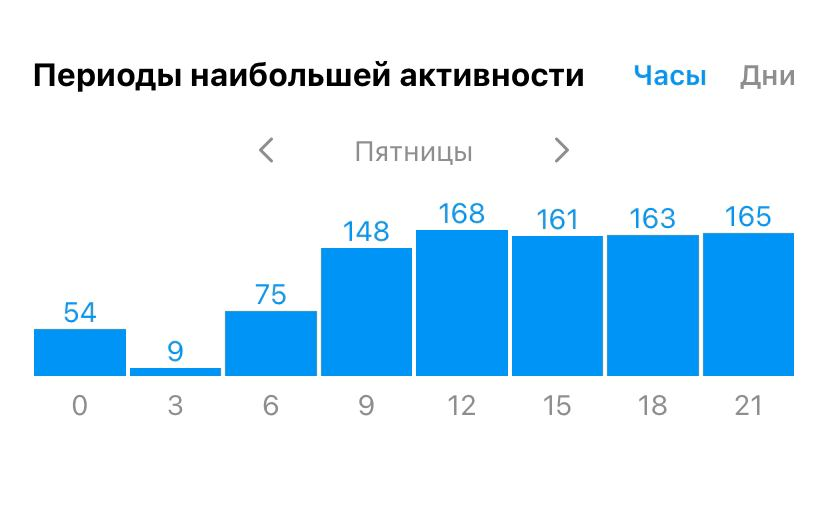 Периоды наибольшей активности Часы Дни
Пятницы
54 9 75 148 168 161 163 165
0 3 6 9 12 15 18 21